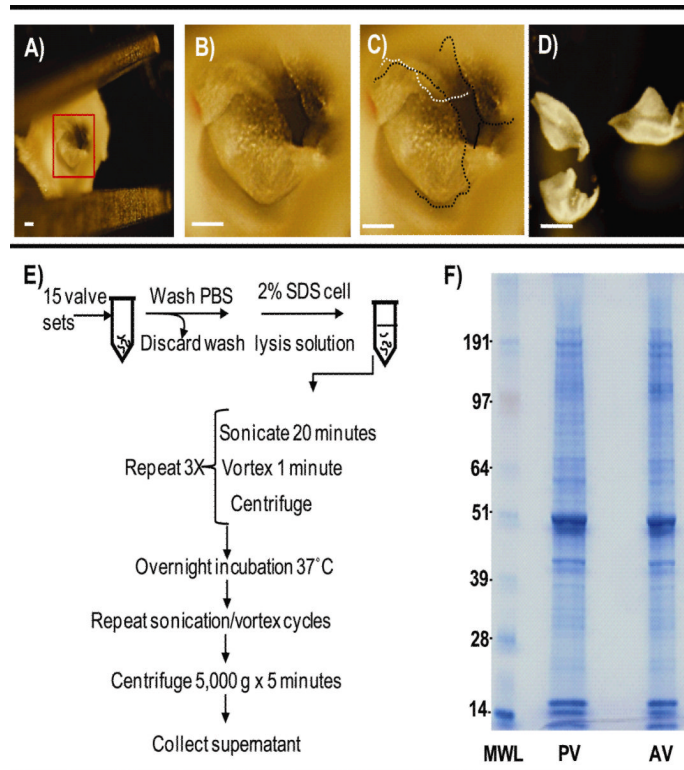 A)
B)
C)
D)
E)
15 valve sets
Wash PBS
Discard wash
2% SDS cell
lysis solution
Repeat 3X
Sonicate 20 minutes
Vortex 1 minute
Centrifuge
Overnight incubation 37˚C
Repeat sonication/vortex cycles
Centrifuge 5,000 g x 5 minutes
Collect supernatant
F)
191
97
64
51
39
28
14
MWL PV AV